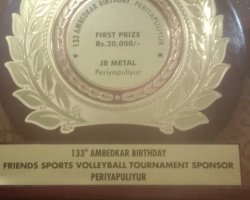 133 AMBEDKAR BIRTHDAY, PERIYAPULIYUR
FIRST PRIZE
Rs.20,000/-
JR METAL
Periyapuliyur
133ᵗʰ AMBEDKAR BIRTHDAY
FRIENDS SPORTS VOLLEYBALL TOURNAMENT SPONSOR
PERIYAPULIYUR